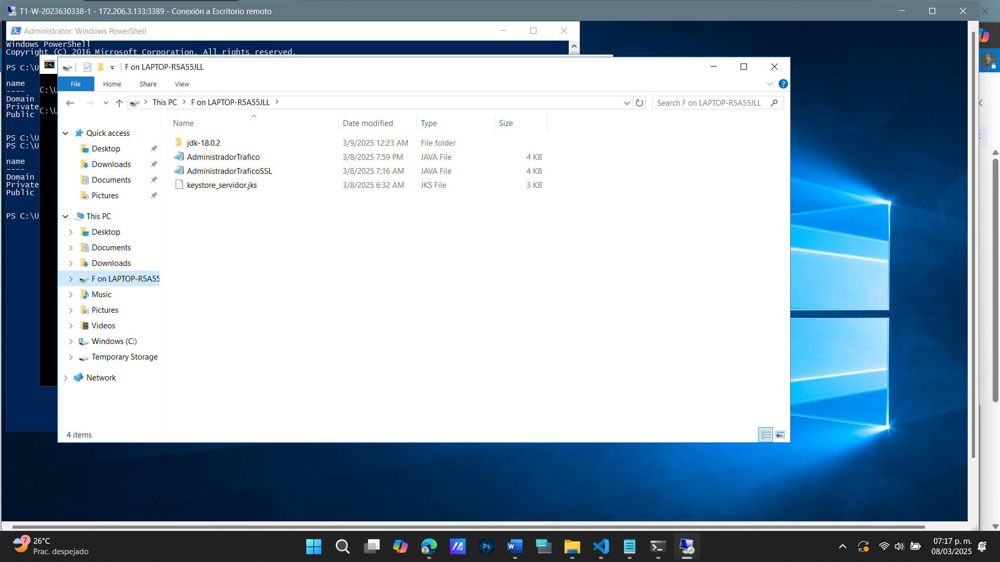 T1-W-2023630338-1 - 172.206.3.133:3389 - Conexión a Escritorio remoto
Administrator: Windows PowerShell
Windows PowerShell
Copyright (C) 2016 Microsoft Corporation. All rights reserved.
PS C:\U
name
----
Domain
Private
Public
PS C:\U
PS C:\U
name
----
Domain
Private
Public
PS C:\U
C:\U
C:\U
F on LAPTOP-R5A55JLL
File Home Share View
This PC F on LAPTOP-R5A55JLL
Search F on LAPTOP-R5A55JLL
Name Date modified Type Size
jdk-18.0.2 3/9/2025 12:23 AM File folder
AdministradorTrafico 3/8/2025 7:59 PM JAVA File 4 KB
AdministradorTraficoSSL 3/8/2025 7:16 AM JAVA File 4 KB
keystore_servidor.jks 3/8/2025 6:32 AM JKS File 3 KB
Quick access
Desktop
Downloads
Documents
Pictures
This PC
Desktop
Documents
Downloads
F on LAPTOP-R5A55
Music
Pictures
Videos
Windows (C:)
Temporary Storage
Network
4 items
7
26°C
Prac. despejado
07:17 p. m.
08/03/2025